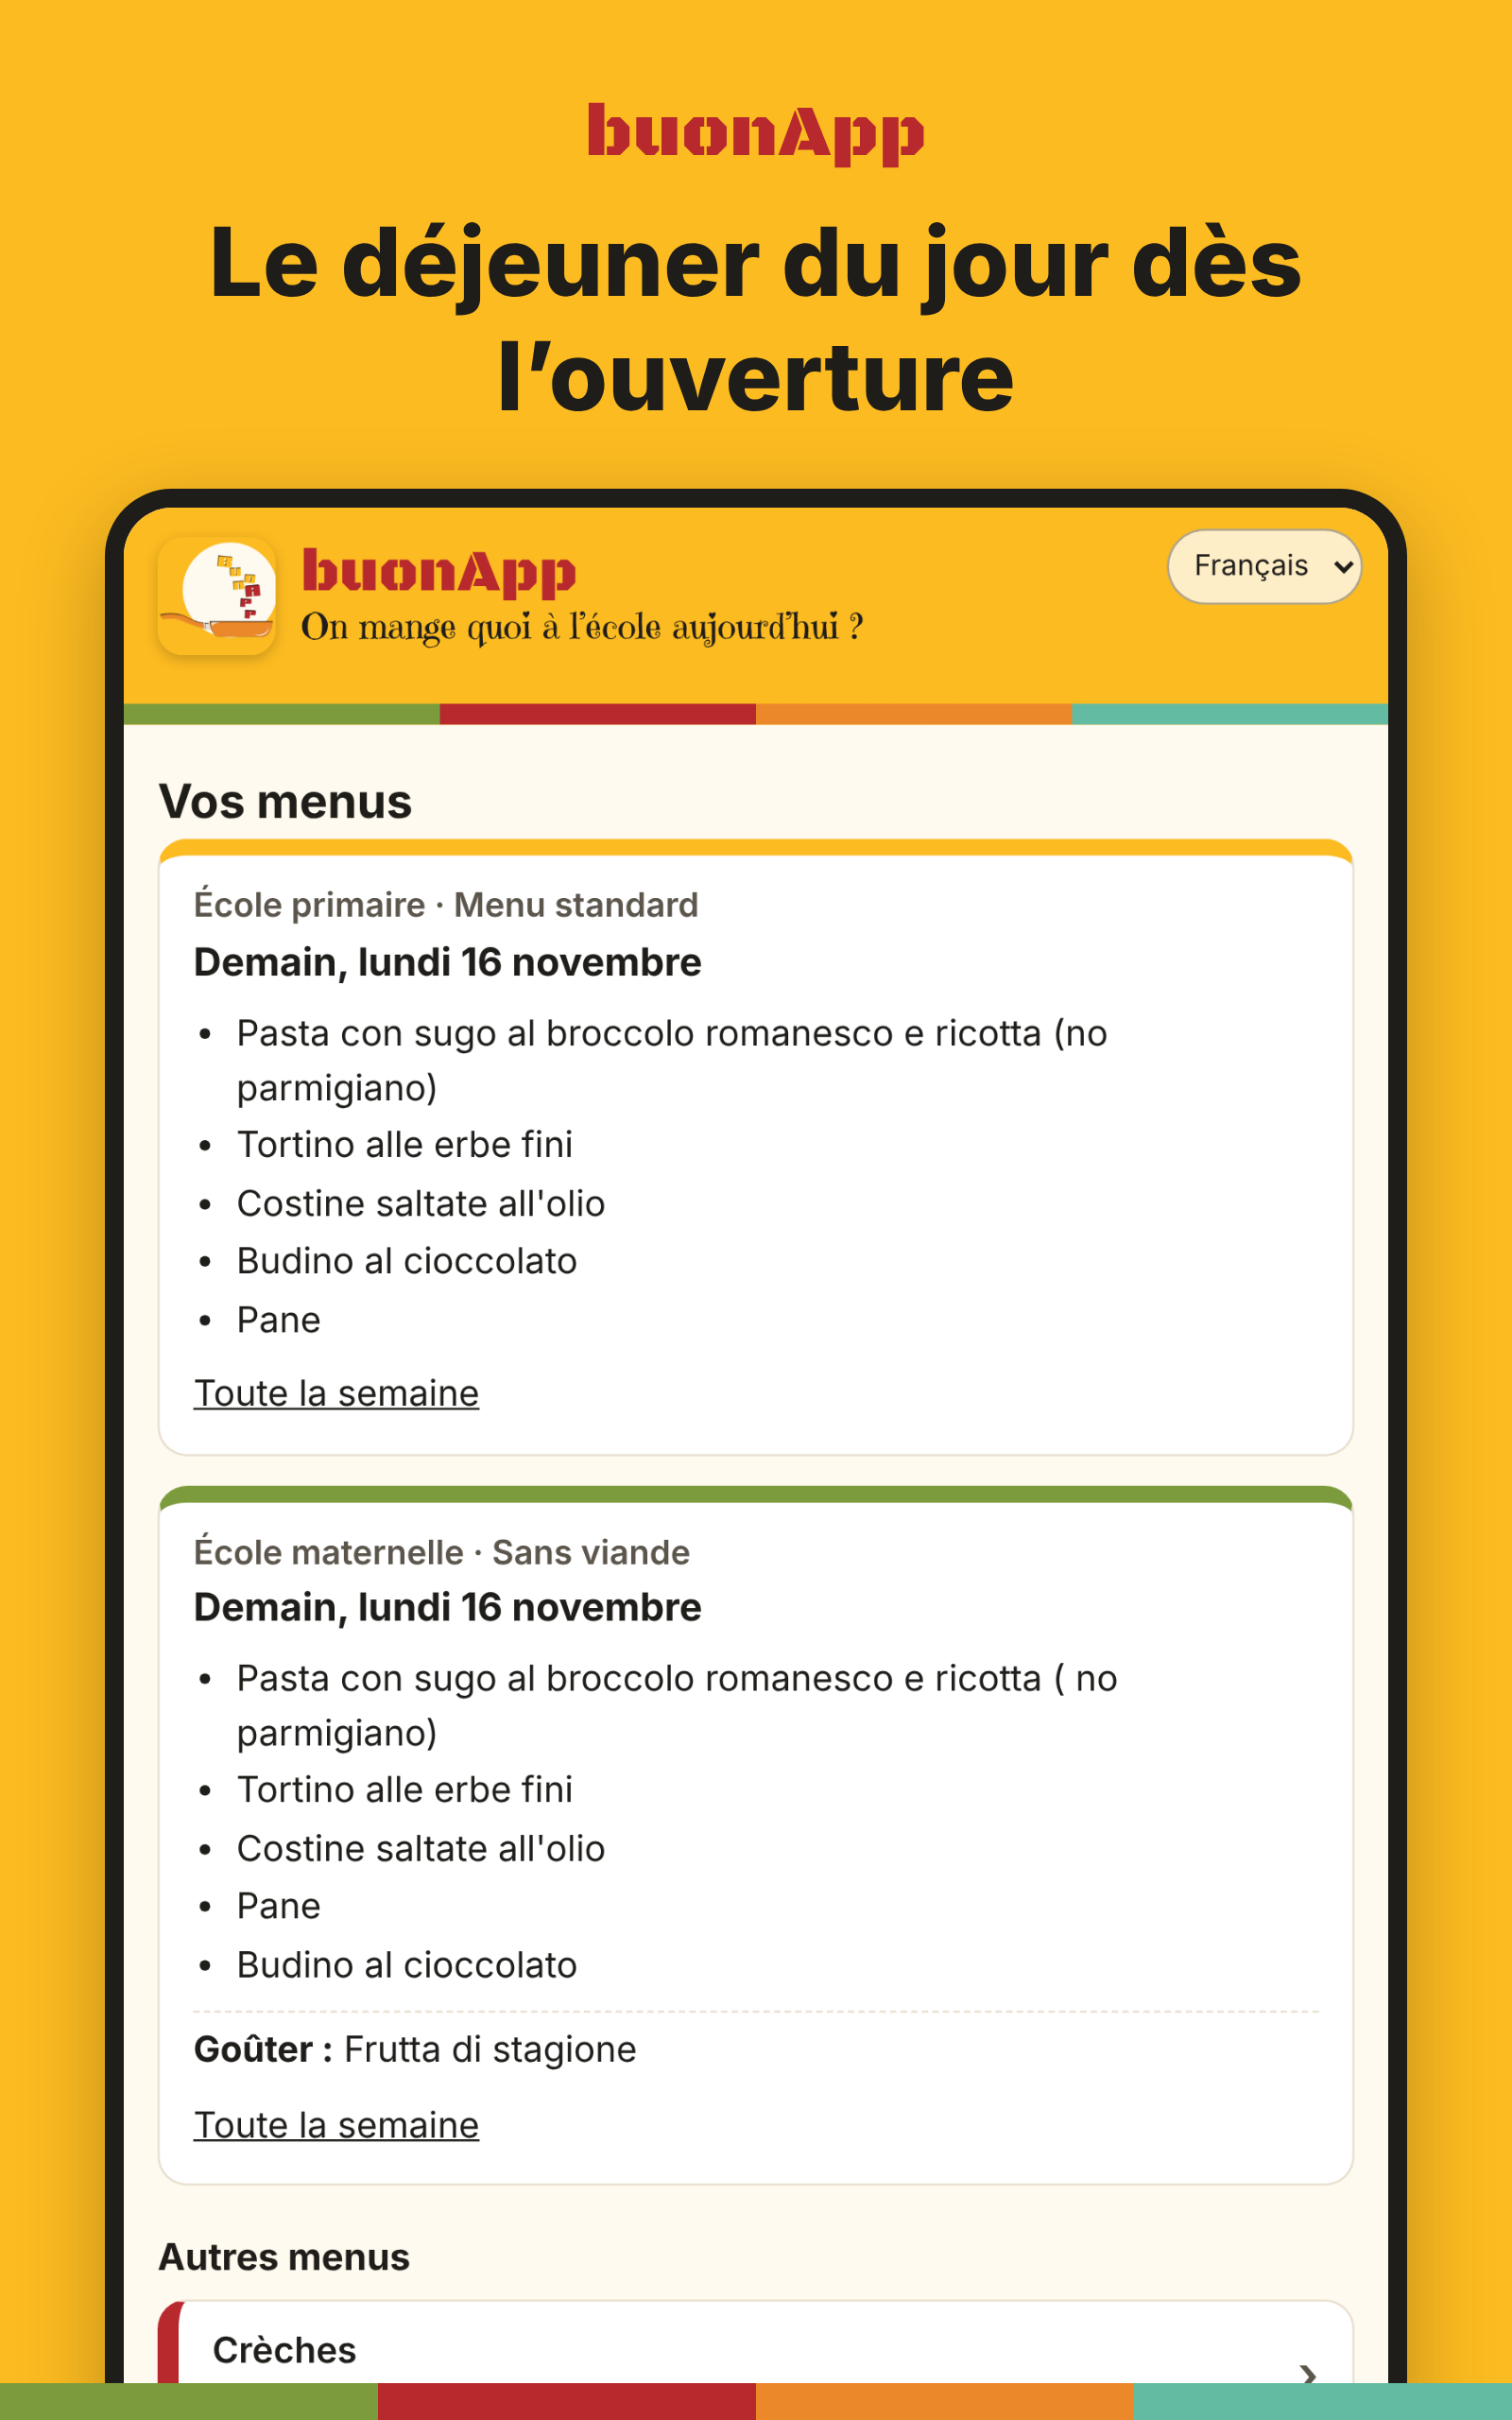 buonApp
Le déjeuner du jour dès
l’ouverture
BUONAPP
buonApp
On mange quoi à l’école aujourd’hui ?
Français
Vos menus
École primaire · Menu standard
Demain, lundi 16 novembre
• Pasta con sugo al broccolo romanesco e ricotta (no
parmigiano)
• Tortino alle erbe fini
• Costine saltate all'olio
• Budino al cioccolato
• Pane
Toute la semaine
École maternelle · Sans viande
Demain, lundi 16 novembre
• Pasta con sugo al broccolo romanesco e ricotta ( no
parmigiano)
• Tortino alle erbe fini
• Costine saltate all'olio
• Pane
• Budino al cioccolato
Goûter : Frutta di stagione
Toute la semaine
Autres menus
Crèches